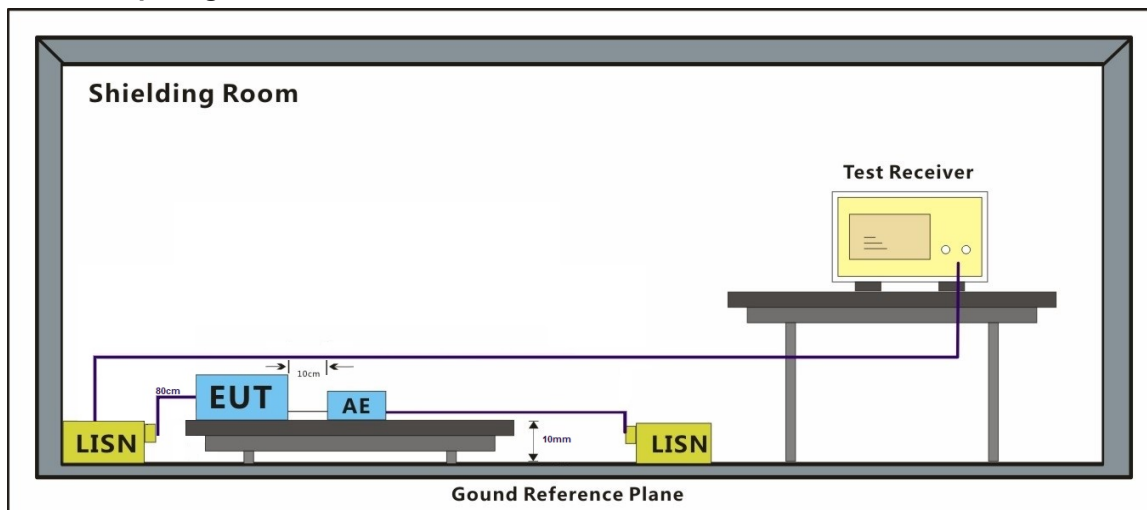 Shielding Room
Test Receiver
10cm
80cm
EUT
AE
LISN
10mm
LISN
Gound Reference Plane